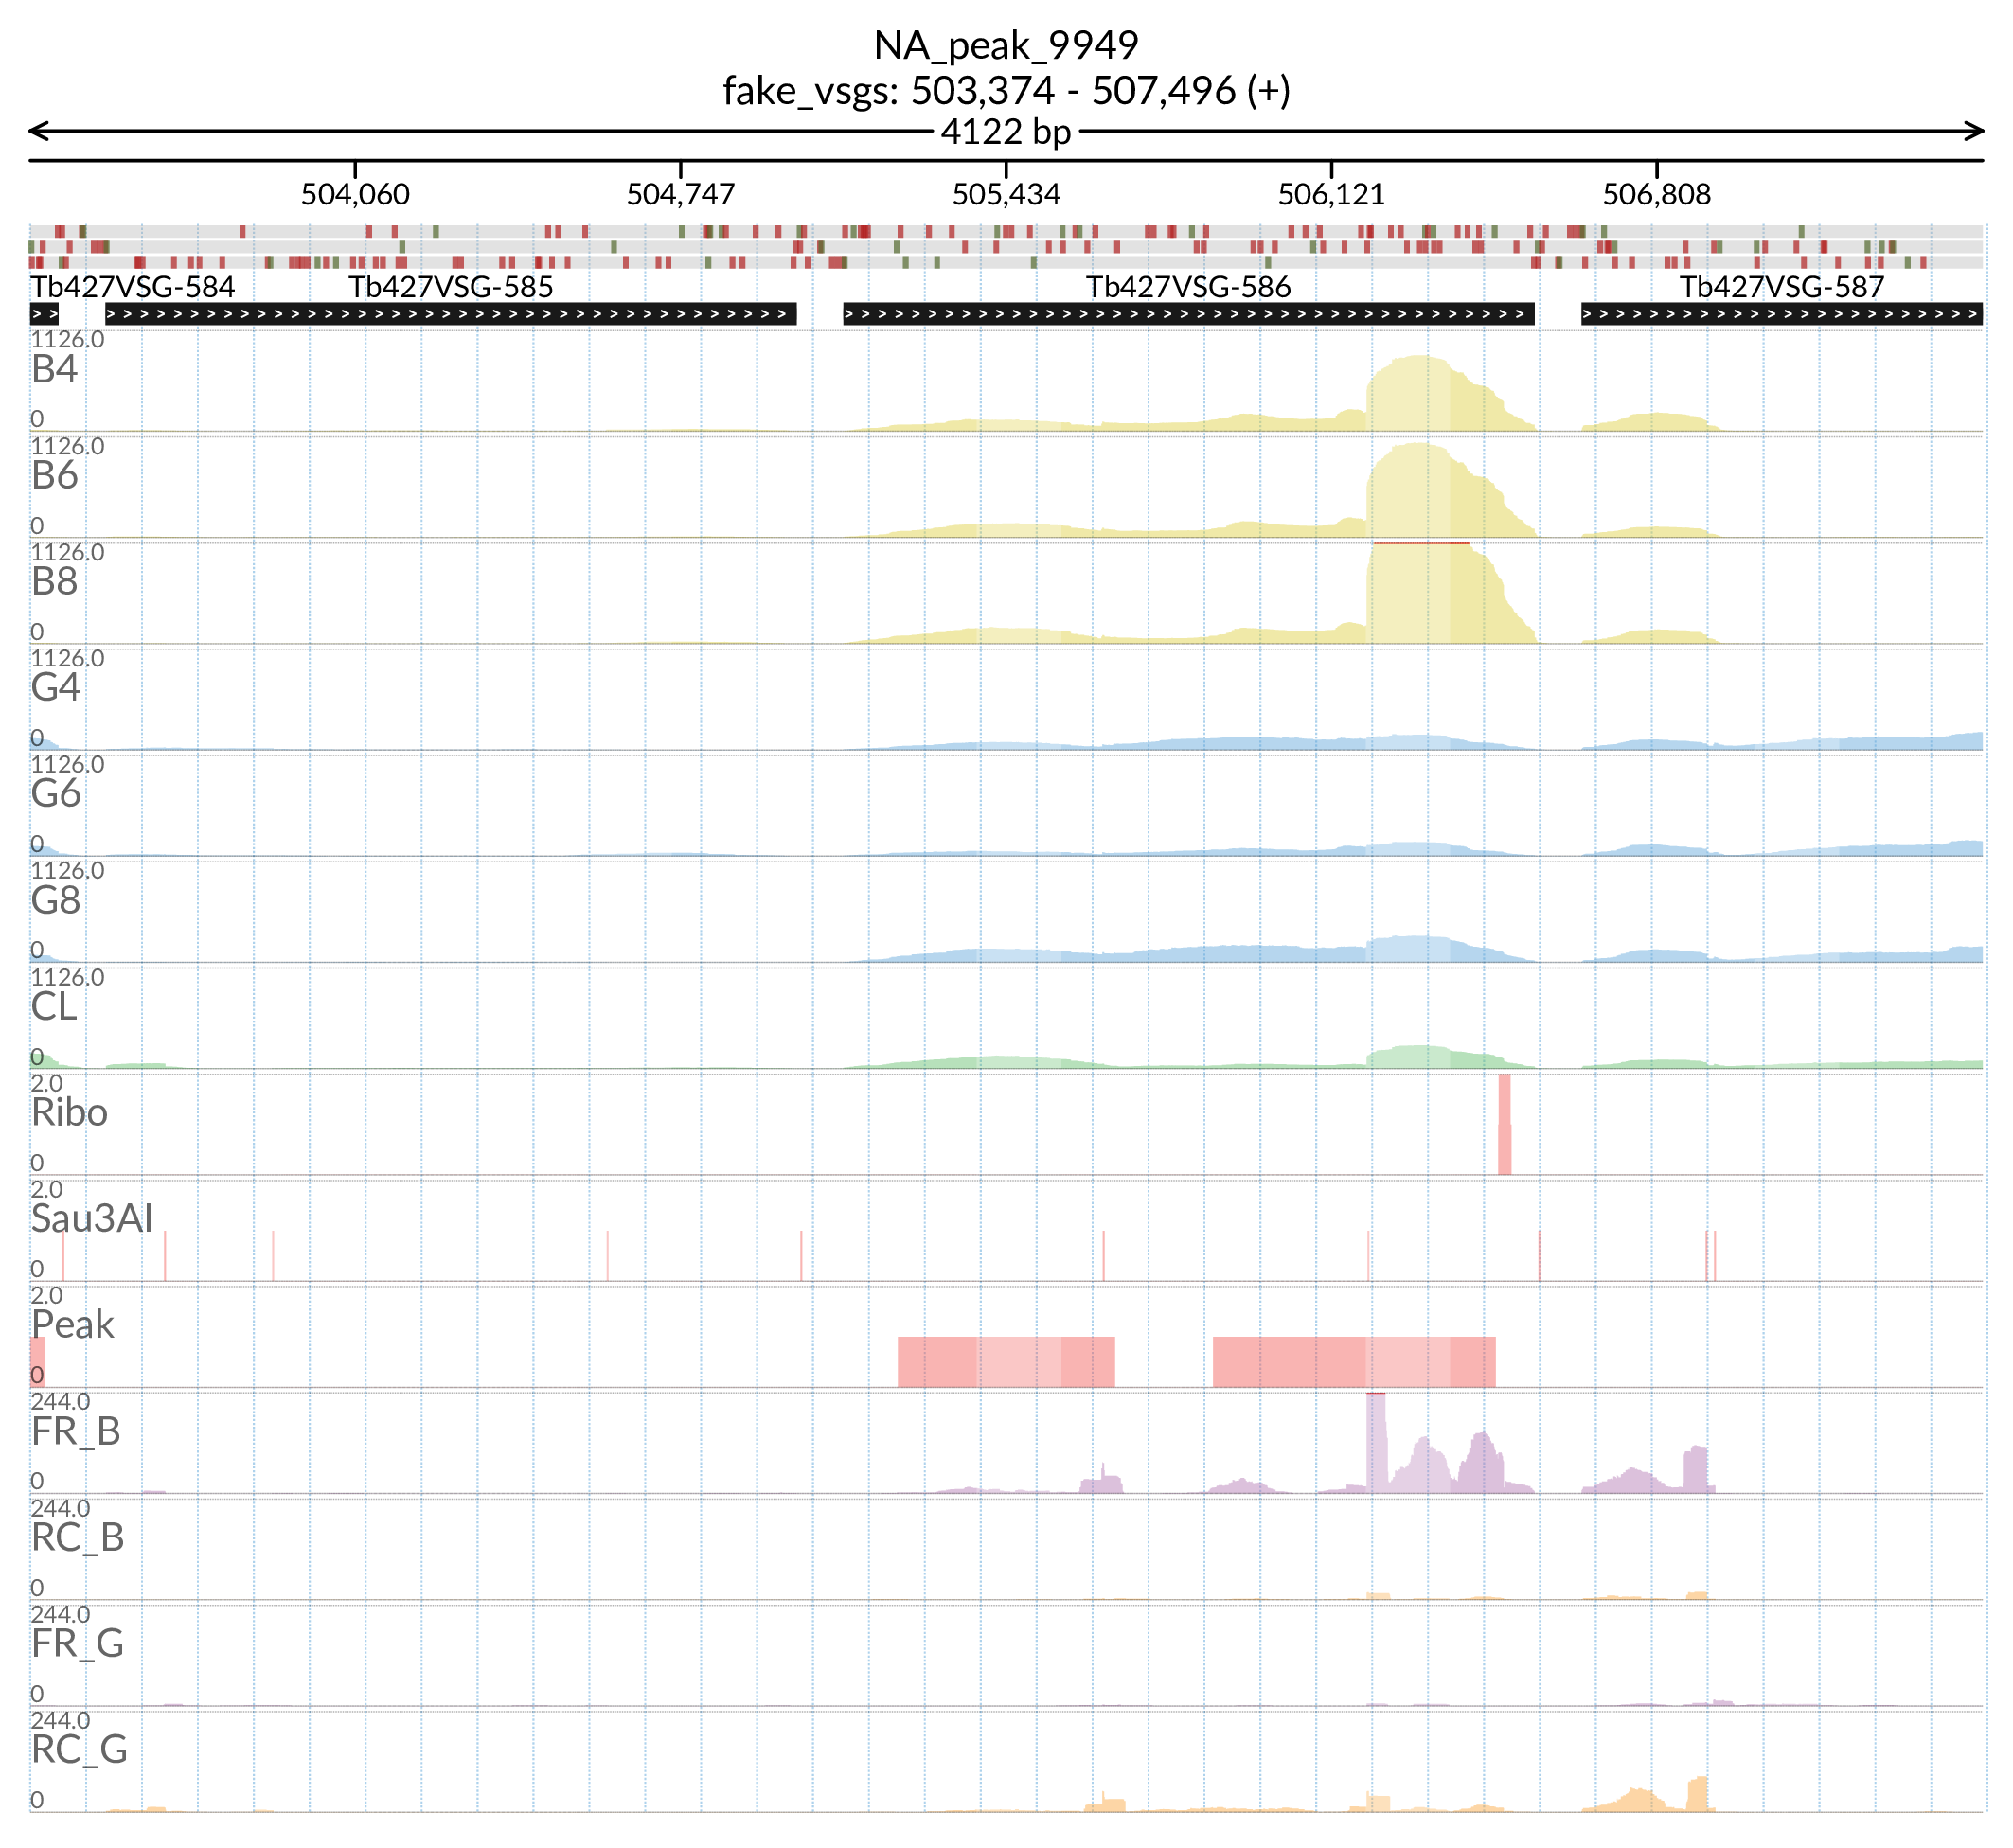 NA_peak_9949
fake_vsgs: 503,374 - 507,496 (+)
4122 bp
504,060 504,747 505,434 506,121 506,808
Tb427VSG-584 Tb427VSG-585 Tb427VSG-586 Tb427VSG-587
1126.0
B4
0
1126.0
B6
0
1126.0
B8
0
1126.0
G4
0
1126.0
G6
0
1126.0
G8
0
1126.0
CL
0
2.0
Ribo
0
2.0
Sau3AI
0
2.0
Peak
0
244.0
FR_B
0
244.0
RC_B
0
244.0
FR_G
0
244.0
RC_G
0